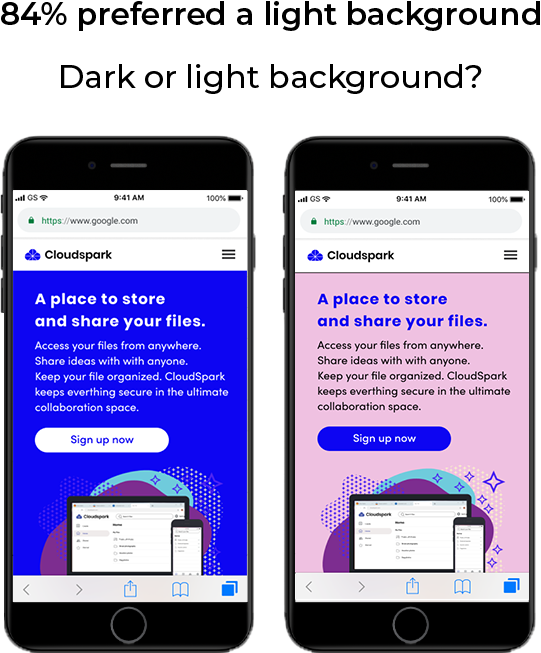 84% preferred a light background
Dark or light background?
GS 9:41 AM 100%
https://www.google.com
Cloudspark
A place to store
and share your files.
Access your files from anywhere.
Share ideas with with anyone.
Keep your file organized. CloudSpark
keeps everthing secure in the ultimate
collaboration space.
Sign up now
Cloudspark
GS 9:41 AM 100%
https://www.google.com
Cloudspark
A place to store
and share your files.
Access your files from anywhere.
Share ideas with with anyone.
Keep your file organized. CloudSpark
keeps everthing secure in the ultimate
collaboration space.
Sign up now
Cloudspark